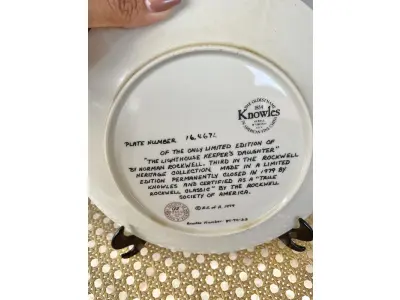 1854
Knowles
PLATE NUMBER
OF THE ONLY LIMITED EDITION OF
"THE LIGHTHOUSE KEEPER'S DAUGHTER"
BY NORMAN ROCKWELL, THIRD IN THE ROCKWELL
HERITAGE COLLECTION. MADE IN A LIMITED
EDITION PERMANENTLY CLOSED IN 1979 BY
KNOWLES AND CERTIFIED AS A "TRUE
ROCKWELL CLASSIC" BY THE ROCKWELL
SOCIETY OF AMERICA.
1979